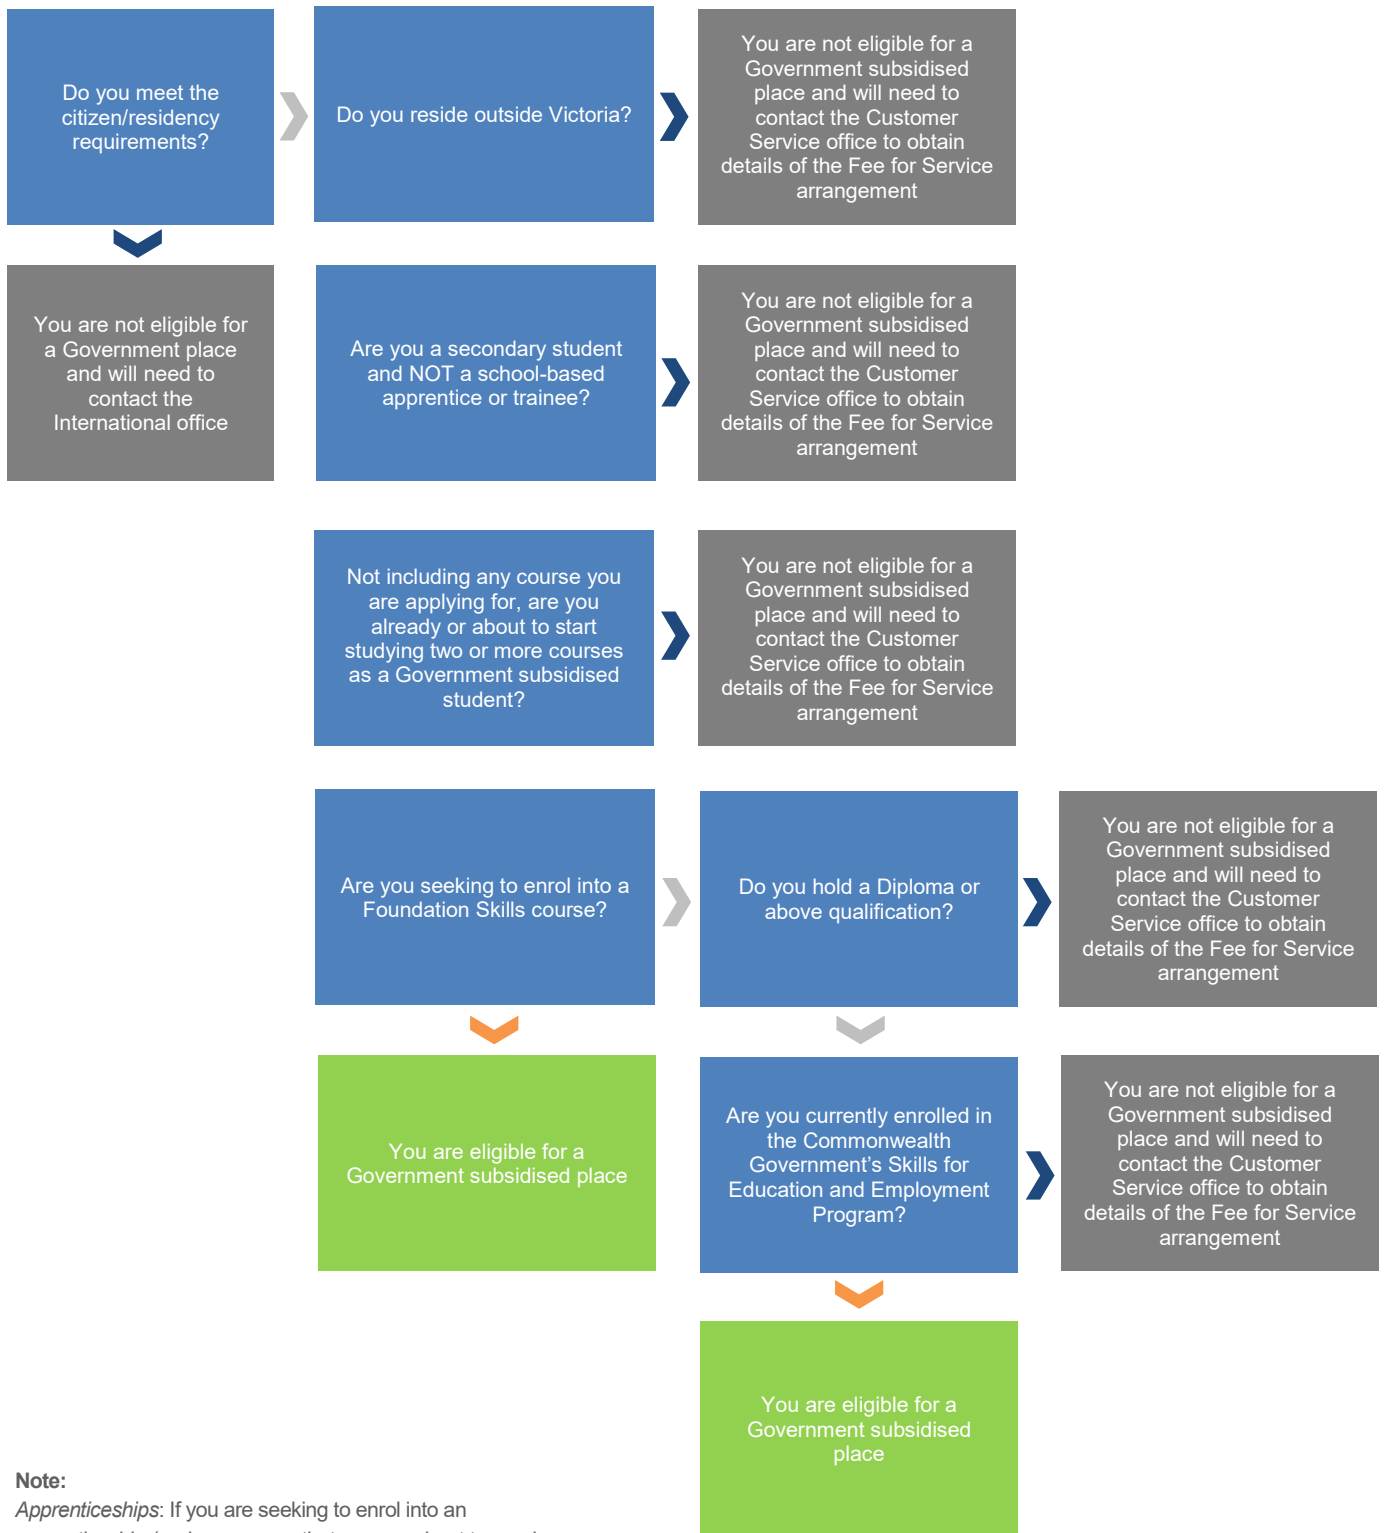 Do you meet the
citizen/residency
requirements?
Do you reside outside Victoria?
You are not eligible for a
Government subsidised
place and will need to
contact the Customer
Service office to obtain
details of the Fee for Service
arrangement
You are not eligible for
a Government place
and will need to
contact the
International office
Are you a secondary student
and NOT a school-based
apprentice or trainee?
You are not eligible for a
Government subsidised
place and will need to
contact the Customer
Service office to obtain
details of the Fee for Service
arrangement
Not including any course you
are applying for, are you
already or about to start
studying two or more courses
as a Government subsidised
student?
You are not eligible for a
Government subsidised
place and will need to
contact the Customer
Service office to obtain
details of the Fee for Service
arrangement
Are you seeking to enrol into a
Foundation Skills course?
Do you hold a Diploma or
above qualification?
You are not eligible for a
Government subsidised
place and will need to
contact the Customer
Service office to obtain
details of the Fee for Service
arrangement
You are eligible for a
Government subsidised place
Are you currently enrolled in
the Commonwealth
Government’s Skills for
Education and Employment
Program?
You are not eligible for a
Government subsidised
place and will need to
contact the Customer
Service office to obtain
details of the Fee for Service
arrangement
You are eligible for a
Government subsidised
place
Note:
Apprenticeships: If you are seeking to enrol into an